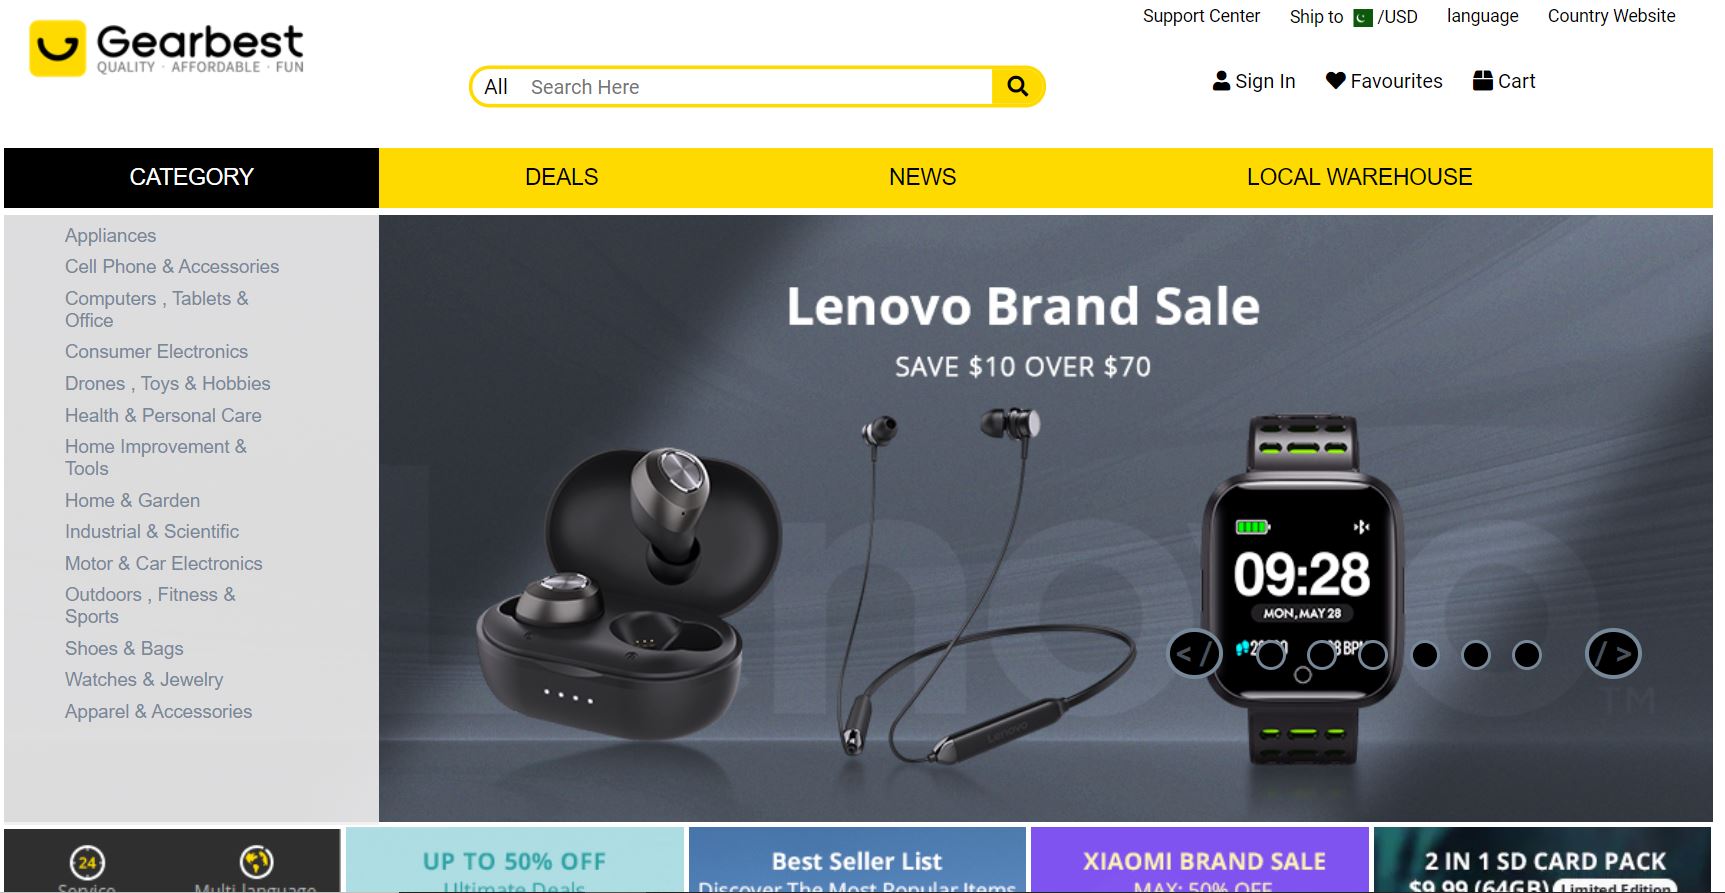 Support Center Ship to /USD language Country Website
Gearbest
QUALITY · AFFORDABLE · FUN
All Search Here
Sign In Favourites Cart
CATEGORY DEALS NEWS LOCAL WAREHOUSE
Appliances
Cell Phone & Accessories
Computers , Tablets &
Office
Consumer Electronics
Drones , Toys & Hobbies
Health & Personal Care
Home Improvement &
Tools
Home & Garden
Industrial & Scientific
Motor & Car Electronics
Outdoors , Fitness &
Sports
Shoes & Bags
Watches & Jewelry
Apparel & Accessories
Lenovo Brand Sale
SAVE $10 OVER $70
Lenovo
09:28
MON,MAY 28
8 BPM
< /
/ >
Lenovo
TM
24
Service
Multi language
UP TO 50% OFF
Ultimate Deals
Best Seller List
Discover The Most Popular Items
XIAOMI BRAND SALE
MAX: 50% OFF
2 IN 1 SD CARD PACK
$9.99 (64GB) Limited Edition